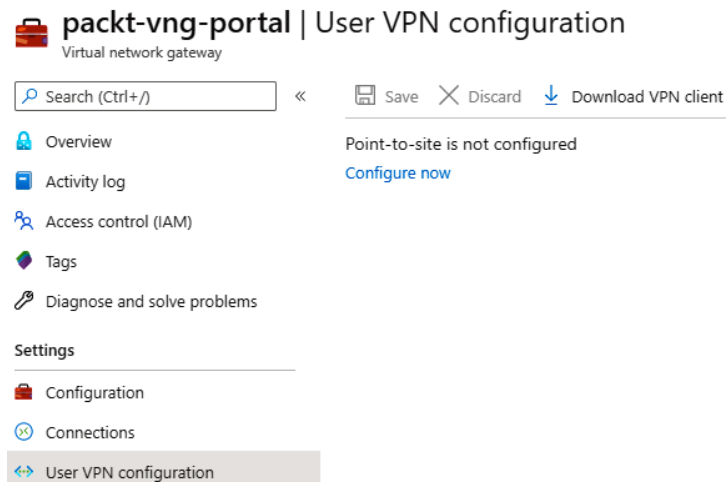 packt-vng-portal | User VPN configuration
Virtual network gateway
Search (Ctrl+/)
«
Save
Discard
Download VPN client
Overview
Activity log
Access control (IAM)
Tags
Diagnose and solve problems
Settings
Configuration
Connections
User VPN configuration
Point-to-site is not configured
Configure now